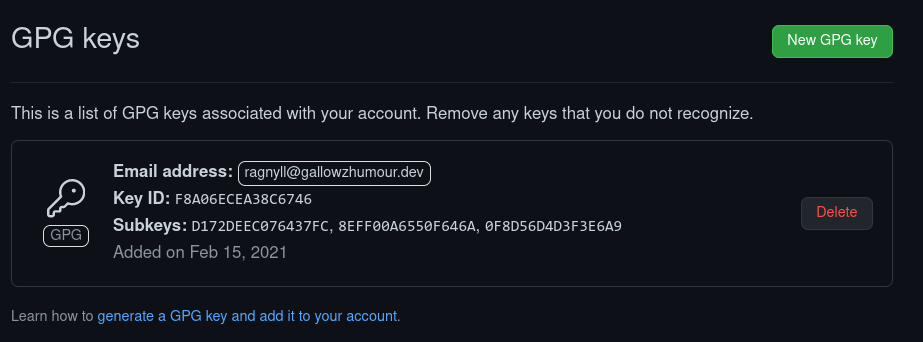 GPG keys
New GPG key
This is a list of GPG keys associated with your account. Remove any keys that you do not recognize.
Email address: ragnyll@gallowzhumour.dev
Key ID: F8A06ECEA38C6746
GPG
Subkeys: D172DEEC076437FC, 8EFF00A6550F646A, 0F8D56D4D3F3E6A9
Delete
Added on Feb 15, 2021
Learn how to generate a GPG key and add it to your account.